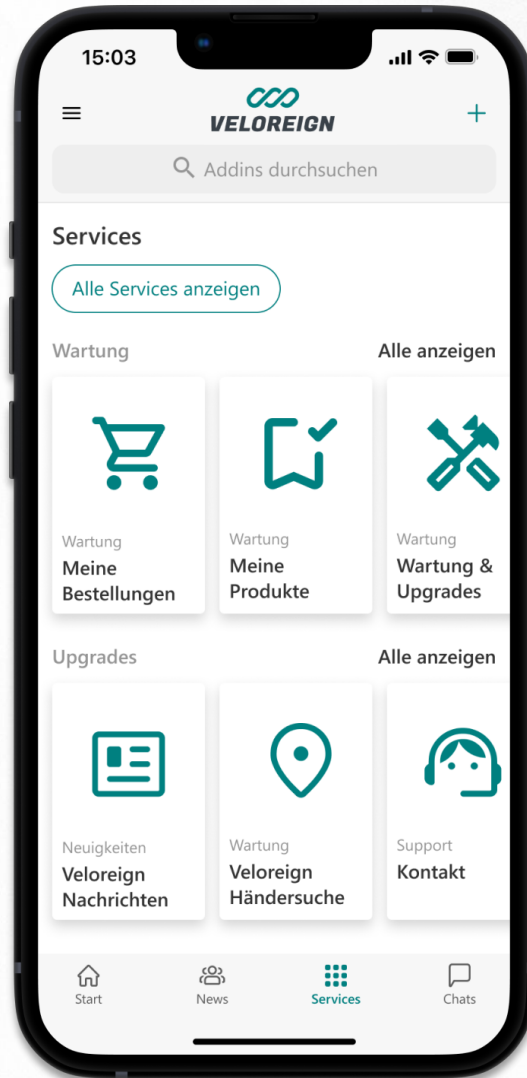 15:03
VELOREIGN
Addins durchsuchen
Services
Alle Services anzeigen
Wartung
Alle anzeigen
Wartung
Meine
Bestellungen
Wartung
Meine
Produkte
Wartung
Wartung &
Upgrades
Upgrades
Alle anzeigen
Neuigkeiten
Veloreign
Nachrichten
Wartung
Veloreign
Händersuche
Support
Kontakt
Start
News
Services
Chats